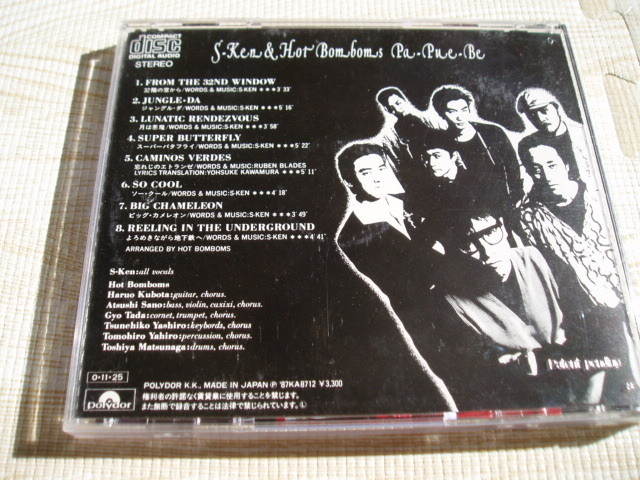 COMPACT
disc
DIGITAL AUDIO
STEREO
S-Ken & Hot Bomboms Pa-Pue-Be
1. FROM THE 32ND WINDOW
32階の窓から/WORDS & MUSIC:S-KEN ★★★3'33"
2. JUNGLE•DA
ジャングル・ダ/WORDS & MUSIC:S-KEN ★★★5'16"
3. LUNATIC RENDEZVOUS
月は悪魔/WORDS & MUSIC:S-KEN ★★★3'58"
4. SUPER BUTTERFLY
スーパーバタフライ/WORDS & MUSIC:S-KEN ★★★5'22"
5. CAMINOS VERDES
忘れじのエトランゼ/WORDS & MUSIC:RUBEN BLADES
LYRICS TRANSLATION:YOHSUKE KAWAMURA ★★★5'11"
6. SO COOL
ソー・クール/WORDS & MUSIC:S-KEN ★★★4'18"
7. BIG CHAMELEON
ビッグ・カメレオン/WORDS & MUSIC:S-KEN ★★★3'49"
8. REELING IN THE UNDERGROUND
よろめきながら地下鉄へ/WORDS & MUSIC:S-KEN ★★★4'41"
ARRANGED BY HOT BOMBOMS
S-Ken:all vocals
Hot Bomboms
Haruo Kubota:guitar, chorus.
Atsushi Sano:bass, violin, caxixi, chorus.
Gyo Tada:cornet, trumpet, chorus.
Tsunehiko Yashiro:keybords, chorus
Tomohiro Yahiro:percussion, chorus.
Toshiya Matsunaga:drums, chorus.
Patent pending
0•11•25
polydor
POLYDOR K.K., MADE IN JAPAN Ⓟ '87KA8712 ¥3,300
権利者の許諾なく賃貸業に使用することを禁じます。
また無断で録音することは法律で禁じられています。Ⓛ